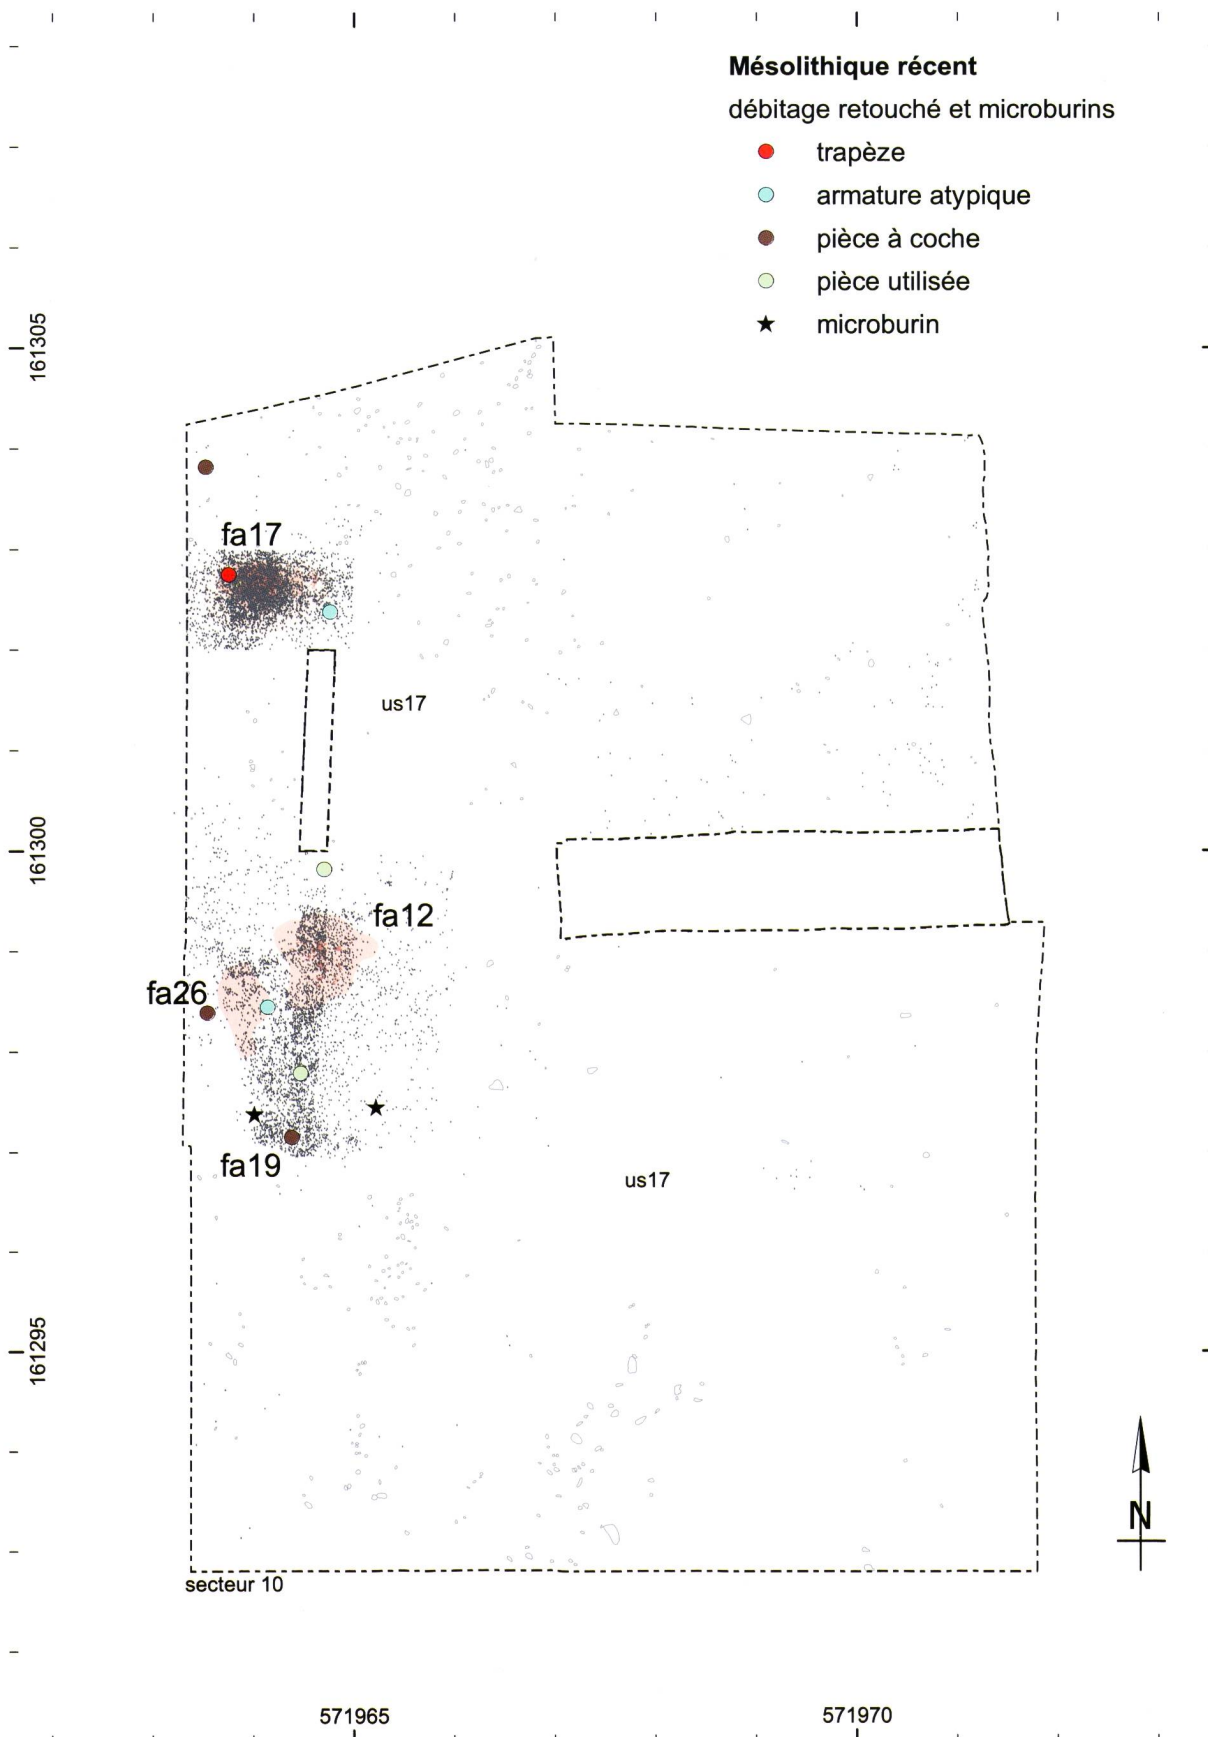 Mésolithique récent
débitage retouché et microburins
trapèze
armature atypique
pièce à coche
pièce utilisée
microburin
161305
fa17
us17
161300
fa12
fa26
fa19
us17
161295
N
secteur 10
571965
571970